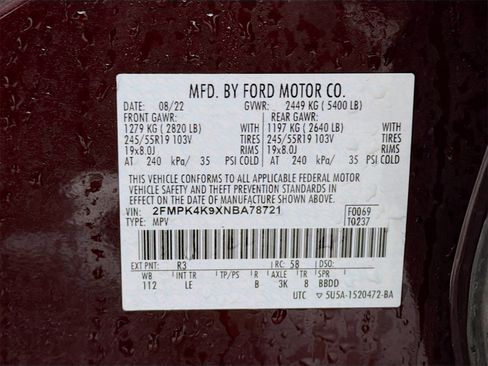 MFD. BY FORD MOTOR CO.
DATE: 08/22 GVWR: 2449 KG ( 5400 LB)
FRONT GAWR: REAR GAWR:
1279 KG ( 2820 LB) 1197 KG ( 2640 LB)
245/55R19 103V TIRES 245/55R19 103V
19x8.0J RIMS 19x8.0J
AT 240 kPa/ 35 PSI COLD AT 240 kPa/ 35 PSI COLD
THIS VEHICLE CONFORMS TO ALL APPLICABLE FEDERAL MOTOR
VEHICLE SAFETY AND THEFT PREVENTION STANDARDS IN
EFFECT ON THE DATE OF MANUFACTURE SHOWN ABOVE.
VIN: 2FMPK4K9XNBA78721 F0069
TYPE: MPV T0237
EXT PNT: R3 RC: 58 DSO:
WB INT TR TP/PS R AXLE TR SPR
112 LE B 3K 8 BBDD
UTC ▽5U5A-1520472-BA